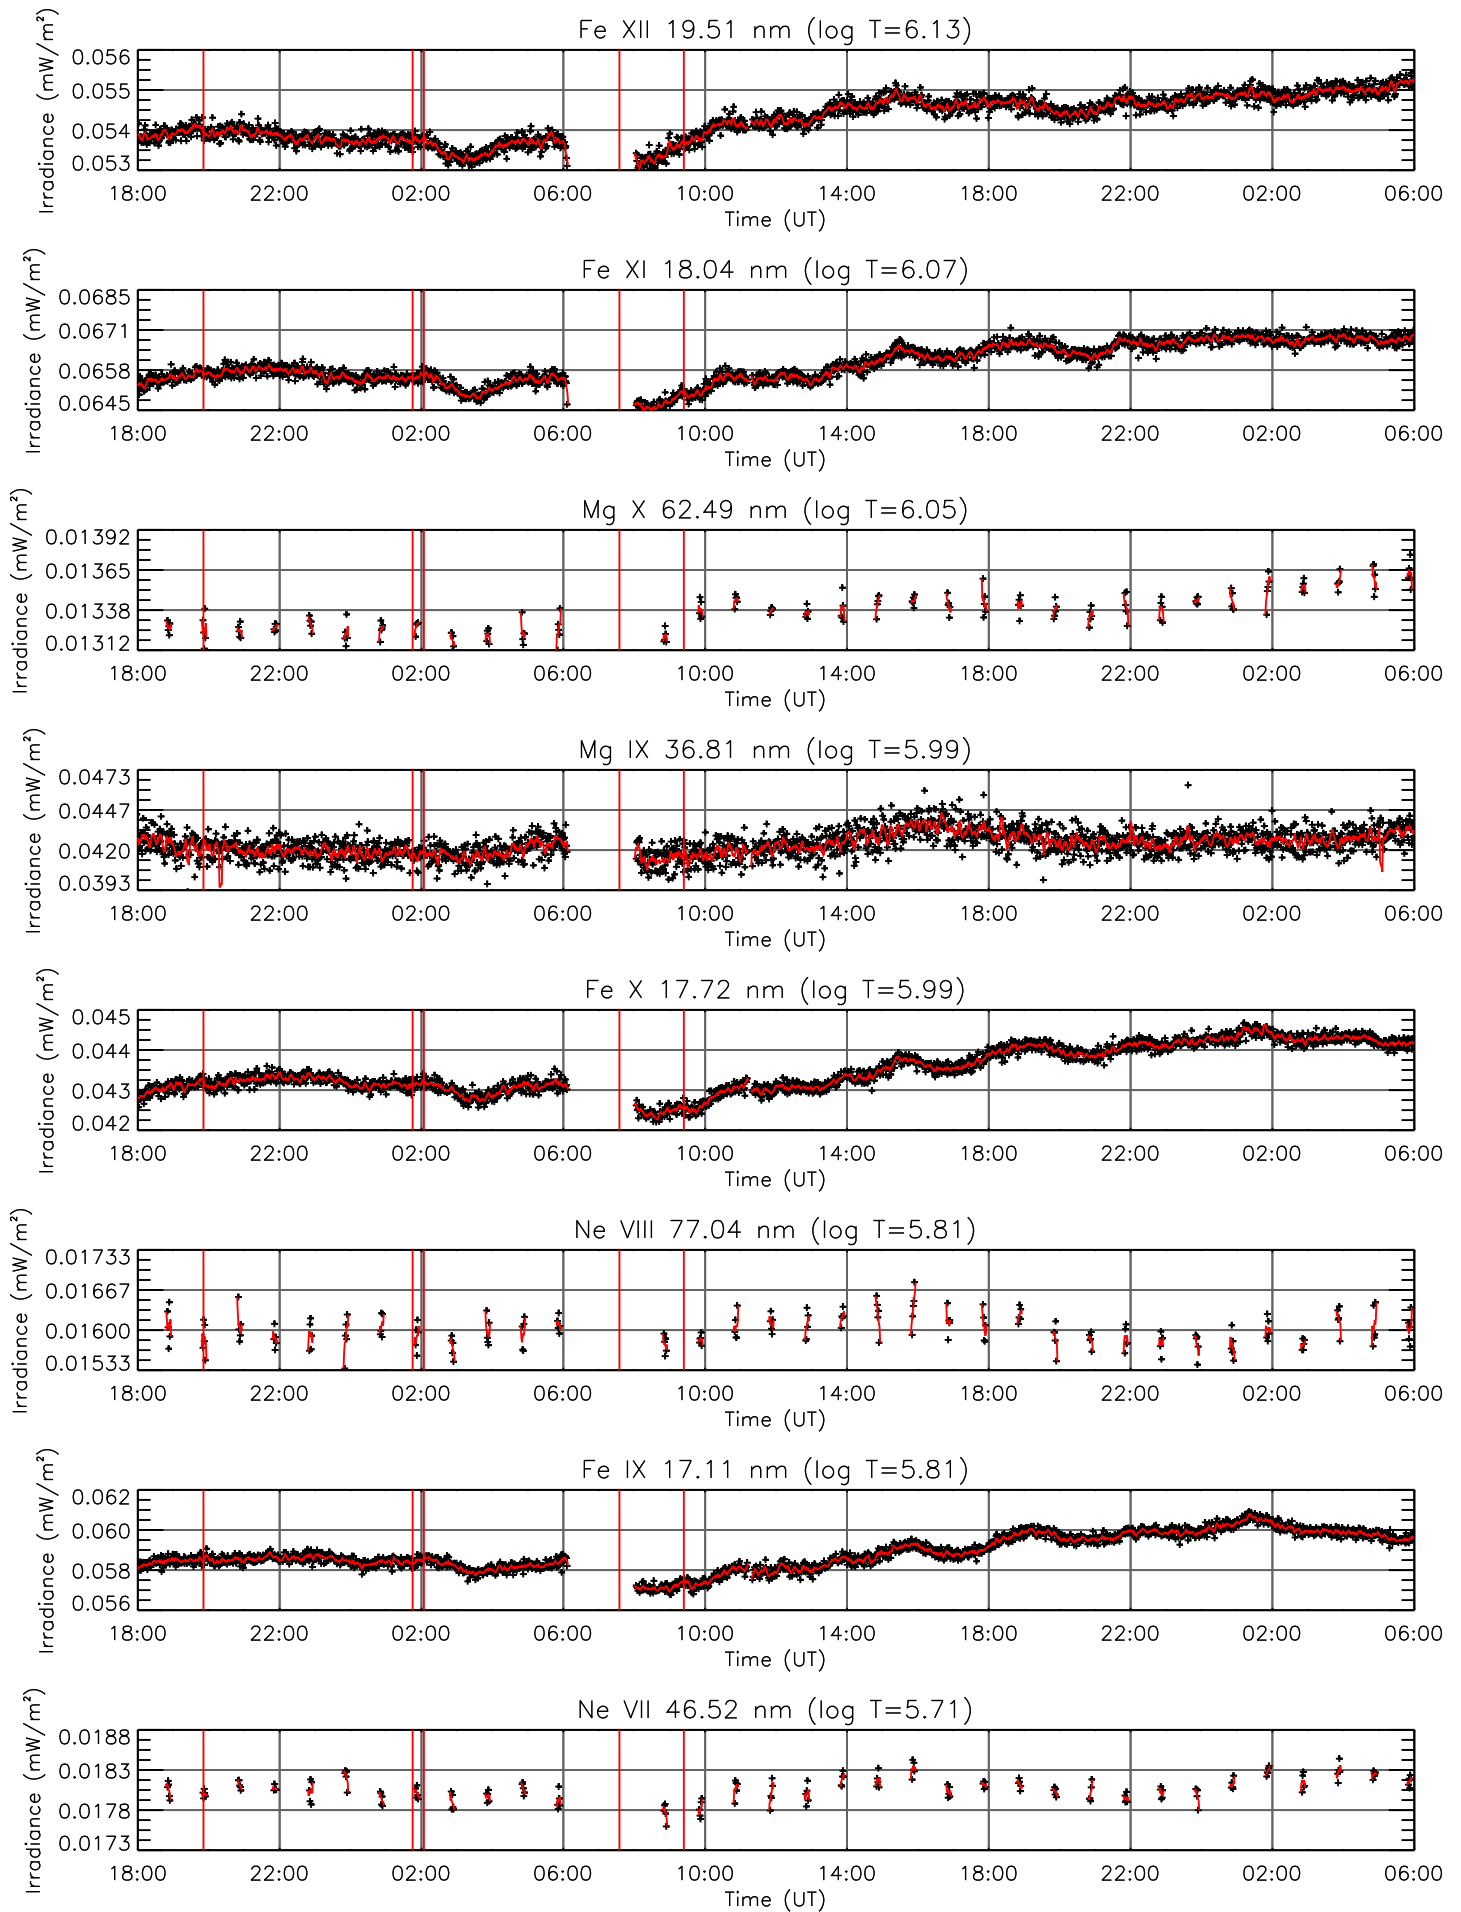 Fe XII 19.51 nm (log T=6.13)
Irradiance (mW/m²)
0.056
0.055
0.054
0.053
18:00 22:00 02:00 06:00 10:00 14:00 18:00 22:00 02:00 06:00
Time (UT)
Fe XI 18.04 nm (log T=6.07)
Irradiance (mW/m²)
0.0685
0.0671
0.0658
0.0645
18:00 22:00 02:00 06:00 10:00 14:00 18:00 22:00 02:00 06:00
Time (UT)
Mg X 62.49 nm (log T=6.05)
Irradiance (mW/m²)
0.01392
0.01365
0.01338
0.01312
18:00 22:00 02:00 06:00 10:00 14:00 18:00 22:00 02:00 06:00
Time (UT)
Mg IX 36.81 nm (log T=5.99)
Irradiance (mW/m²)
0.0473
0.0447
0.0420
0.0393
18:00 22:00 02:00 06:00 10:00 14:00 18:00 22:00 02:00 06:00
Time (UT)
Fe X 17.72 nm (log T=5.99)
Irradiance (mW/m²)
0.045
0.044
0.043
0.042
18:00 22:00 02:00 06:00 10:00 14:00 18:00 22:00 02:00 06:00
Time (UT)
Ne VIII 77.04 nm (log T=5.81)
Irradiance (mW/m²)
0.01733
0.01667
0.01600
0.01533
18:00 22:00 02:00 06:00 10:00 14:00 18:00 22:00 02:00 06:00
Time (UT)
Fe IX 17.11 nm (log T=5.81)
Irradiance (mW/m²)
0.062
0.060
0.058
0.056
18:00 22:00 02:00 06:00 10:00 14:00 18:00 22:00 02:00 06:00
Time (UT)
Ne VII 46.52 nm (log T=5.71)
Irradiance (mW/m²)
0.0188
0.0183
0.0178
0.0173
18:00 22:00 02:00 06:00 10:00 14:00 18:00 22:00 02:00 06:00
Time (UT)